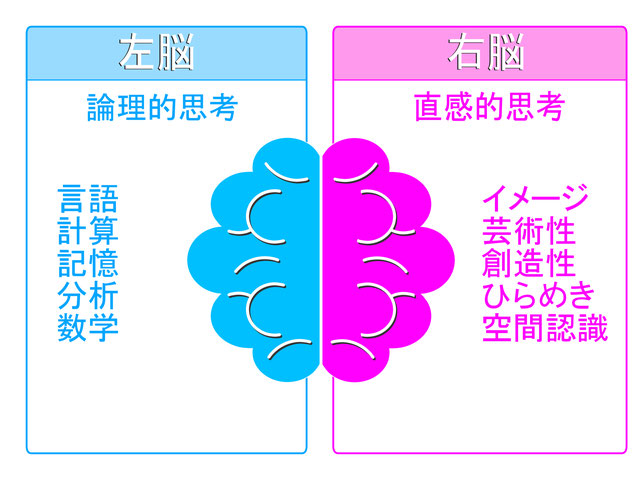 左脳
論理的思考
言語
計算
記憶
分析
数学
右脳
直感的思考
イメージ
芸術性
創造性
ひらめき
空間認識